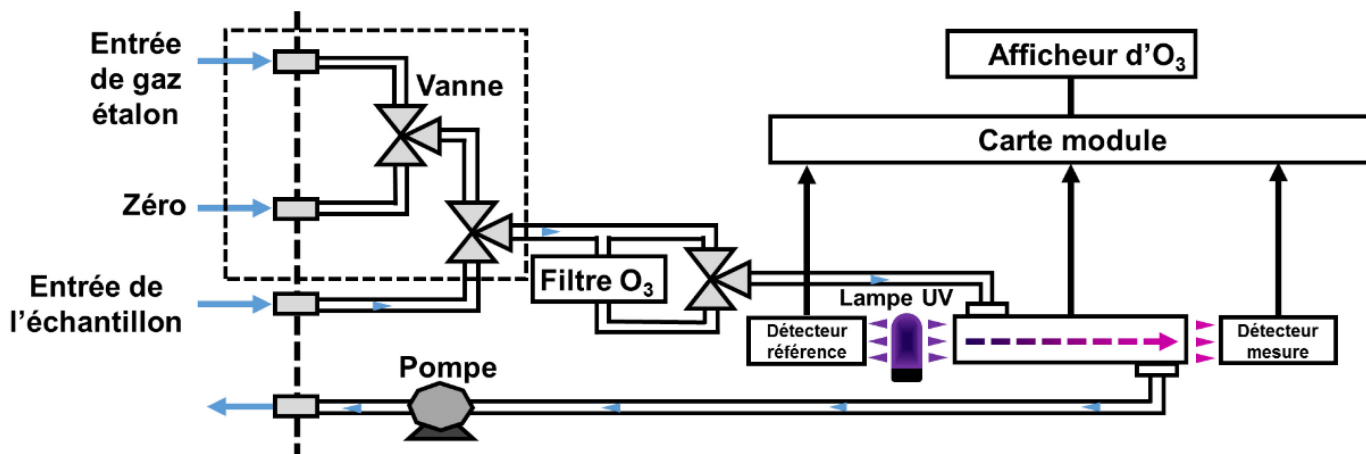 Entrée
de gaz
étalon
Vanne
Zéro
Entrée de
l'échantillon
Filtre O₃
Pompe
Afficheur d'O₃
Carte module
Lampe UV
Détecteur
référence
Détecteur
mesure